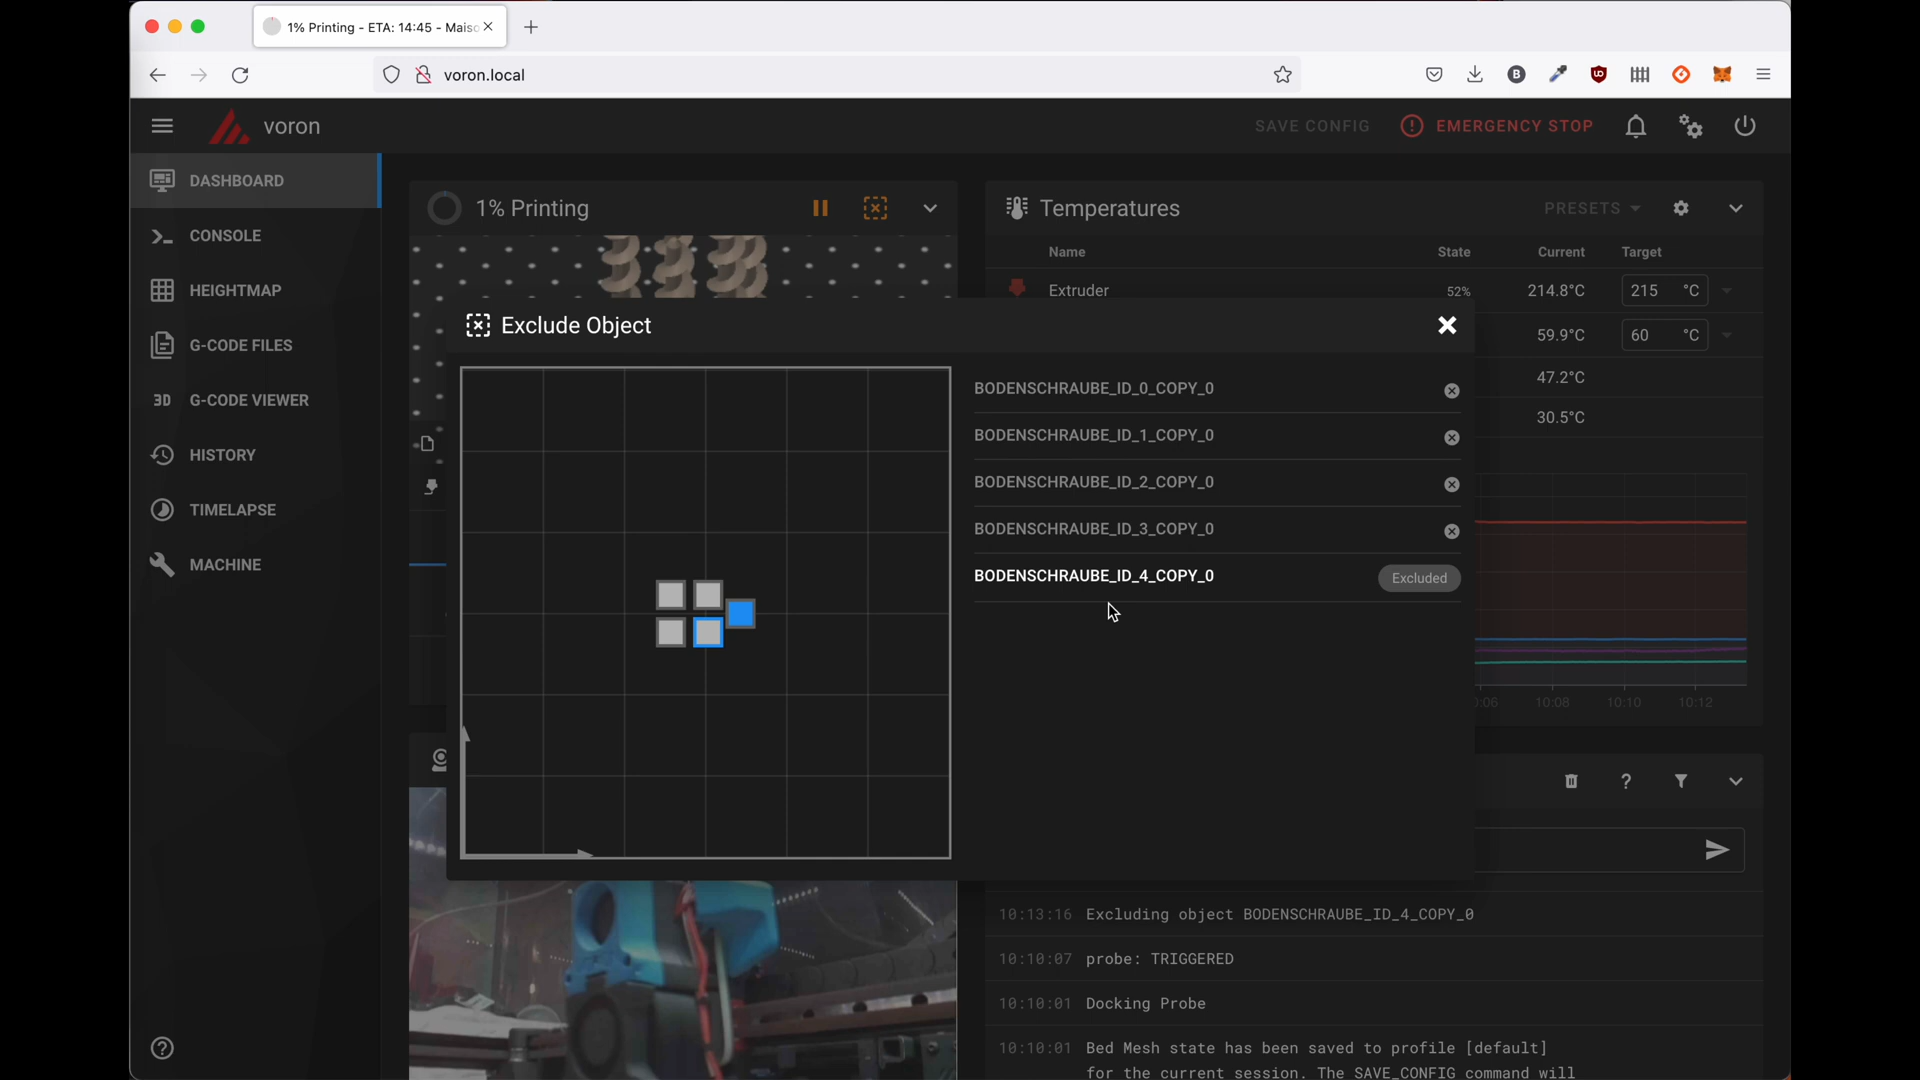 1% Printing - ETA: 14:45 - Maiso
voron.local
voron
SAVE CONFIG
EMERGENCY STOP
DASHBOARD
CONSOLE
HEIGHTMAP
G-CODE FILES
3D G-CODE VIEWER
HISTORY
TIMELAPSE
MACHINE
1% Printing
Temperatures
PRESETS
Name State Current Target
Extruder 52% 214.8°C 215 °C
59.9°C 60 °C
47.2°C
30.5°C
Exclude Object
BODENSCHRAUBE_ID_0_COPY_0
BODENSCHRAUBE_ID_1_COPY_0
BODENSCHRAUBE_ID_2_COPY_0
BODENSCHRAUBE_ID_3_COPY_0
BODENSCHRAUBE_ID_4_COPY_0 Excluded
:06 10:08 10:10 10:12
10:13:16 Excluding object BODENSCHRAUBE_ID_4_COPY_0
10:10:07 probe: TRIGGERED
10:10:01 Docking Probe
10:10:01 Bed Mesh state has been saved to profile [default]
for the current session. The SAVE_CONFIG command will